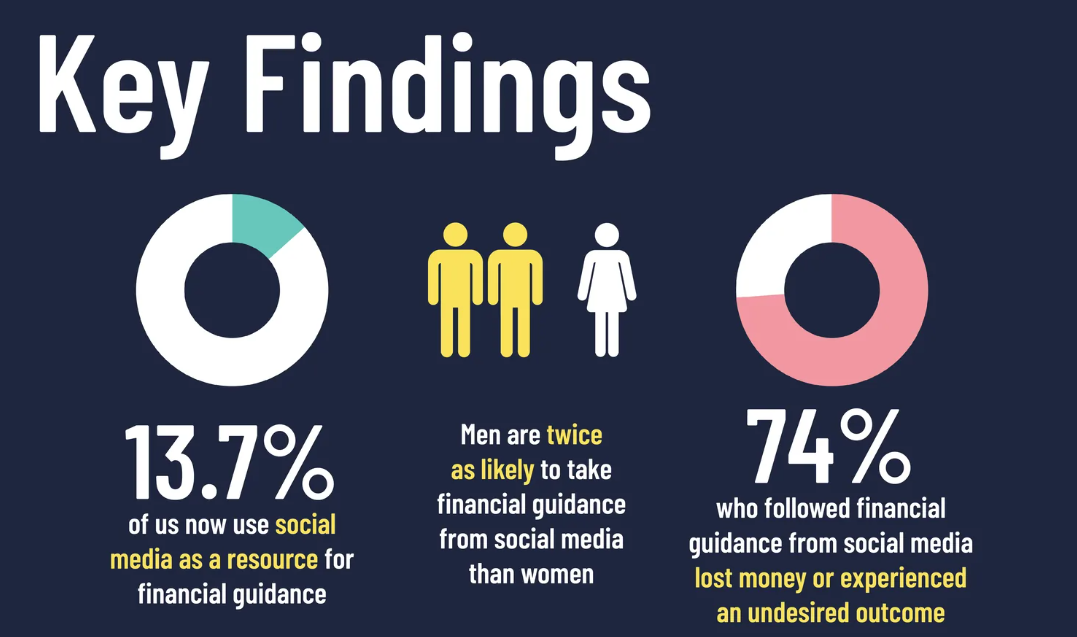 Key Findings
13.7%
of us now use social
media as a resource for
financial guidance
Men are twice
as likely to take
financial guidance
from social media
than women
74%
who followed financial
guidance from social media
lost money or experienced
an undesired outcome